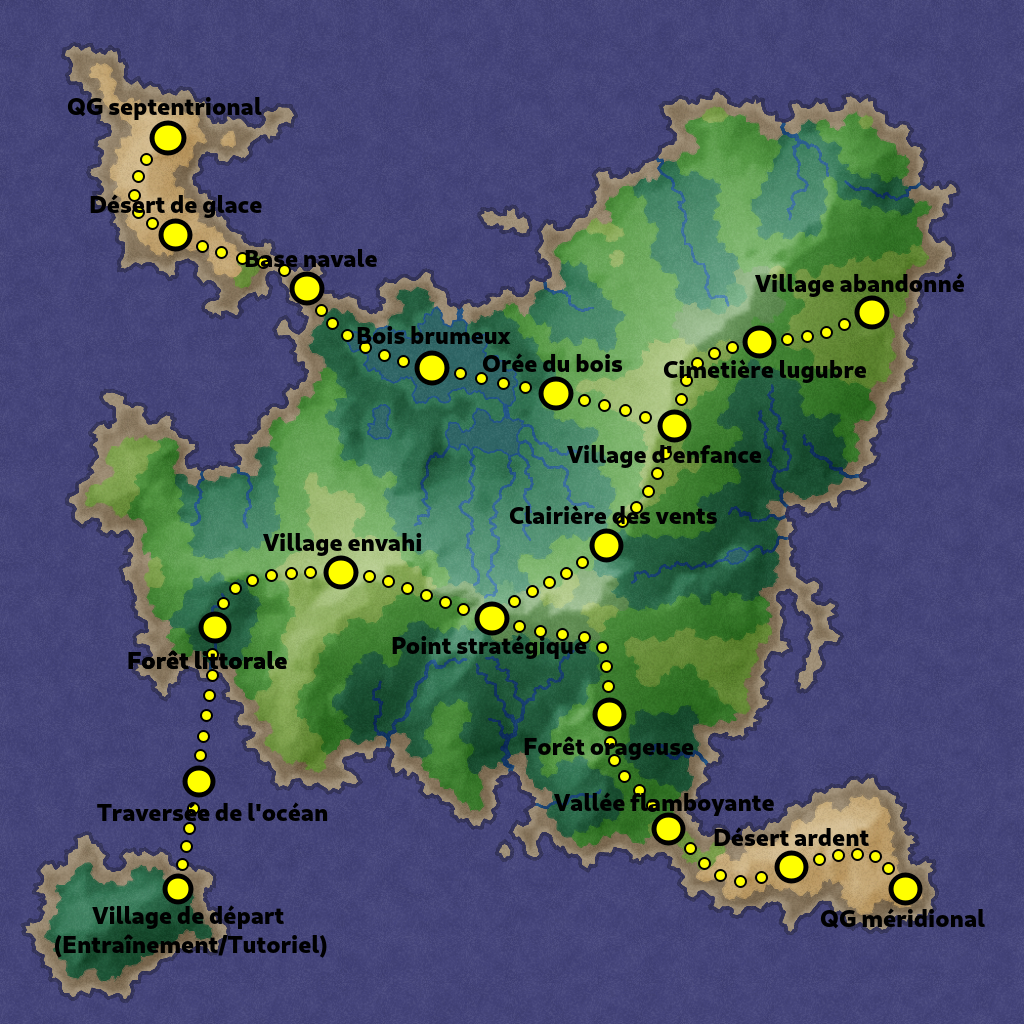 QG septentrional
Désert de glace
Base navale
Village abandonné
Bois brumeux
Orée du bois
Cimetière lugubre
Village d'enfance
Clairière des vents
Village envahi
Point stratégique
Forêt littorale
Forêt orageuse
Vallée flamboyante
Traversée de l'océan
Désert ardent
Village de départ
(Entraînement/Tutoriel)
QG méridional